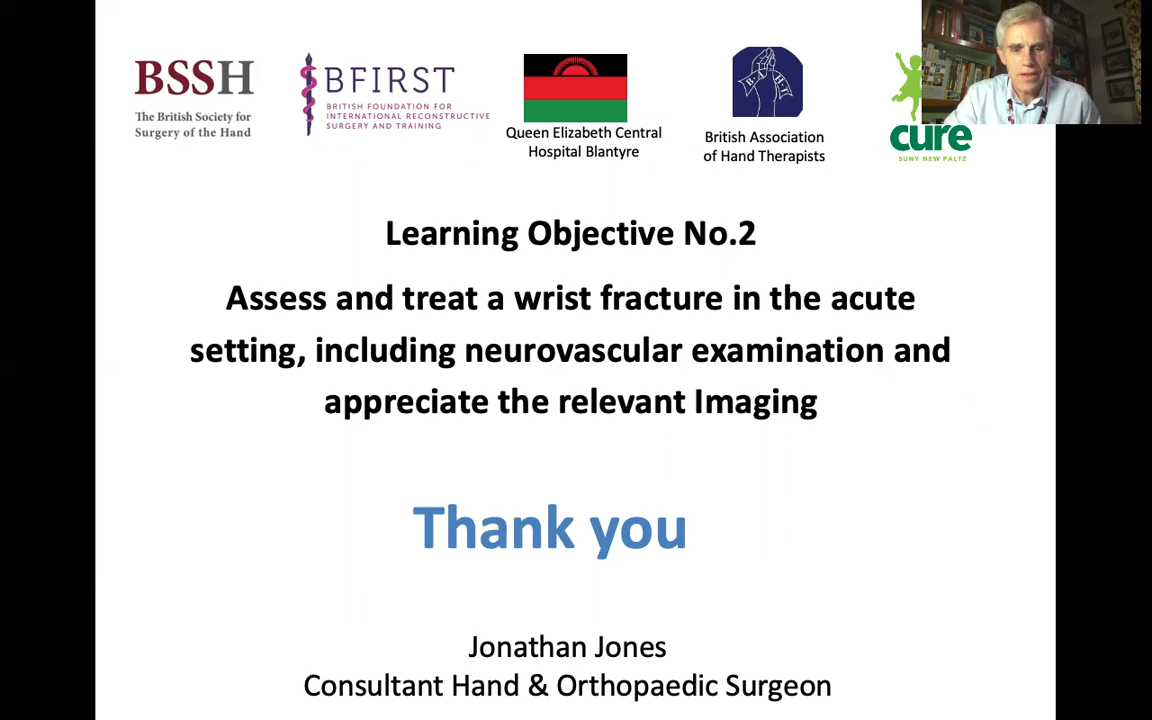 BSSH
The British Society for
Surgery of the Hand
BFIRST
BRITISH FOUNDATION FOR
INTERNATIONAL RECONSTRUCTIVE
SURGERY AND TRAINING
Queen Elizabeth Central
Hospital Blantyre
BAHT
British Association
of Hand Therapists
cure
SUNY NEW PALTZ
Learning Objective No.2
Assess and treat a wrist fracture in the acute
setting, including neurovascular examination and
appreciate the relevant Imaging
Thank you
Jonathan Jones
Consultant Hand & Orthopaedic Surgeon